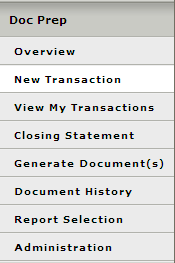 Doc Prep
Overview
New Transaction
View My Transactions
Closing Statement
Generate Document(s)
Document History
Report Selection
Administration